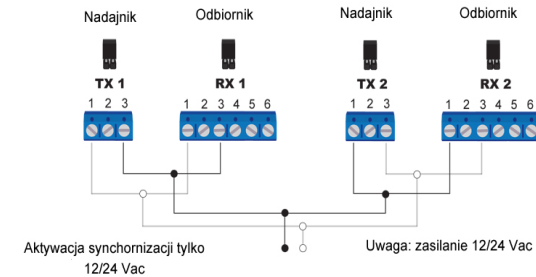 Nadajnik Odbiornik Nadajnik Odbiornik
TX 1 RX 1 TX 2 RX 2
1 2 3 1 2 3 4 5 6 1 2 3 1 2 3 4 5 6
Aktywacja synchornizacji tylko
12/24 Vac
Uwaga: zasilanie 12/24 Vac